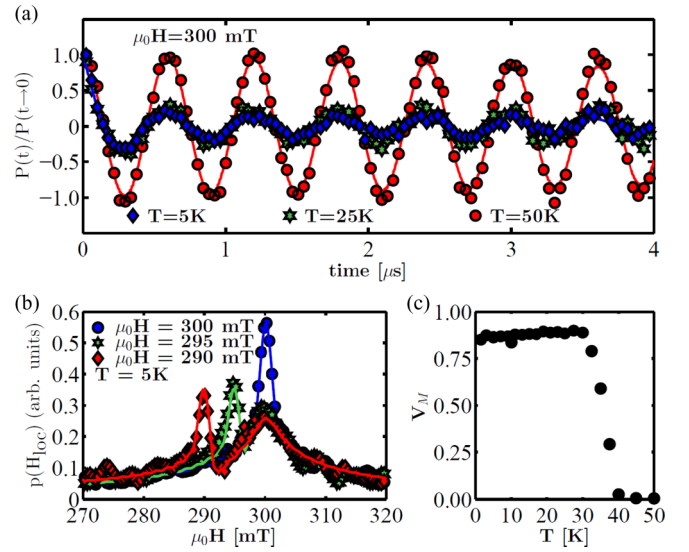 (a)
μ₀H=300 mT
P(t)/P(t→0)
1.0
0.5
0
−0.5
−1.0
T=5K T=25K T=50K
0 1 2 3 4
time [μs]
(b)
p(H_loc) (arb. units)
0.6
0.5
0.4
0.3
0.2
0.1
0.0
μ₀H = 300 mT
μ₀H = 295 mT
μ₀H = 290 mT
T = 5K
270 280 290 300 310 320
μ₀H [mT]
(c)
V_M
1.00
0.75
0.50
0.25
0.00
0 10 20 30 40 50
T [K]